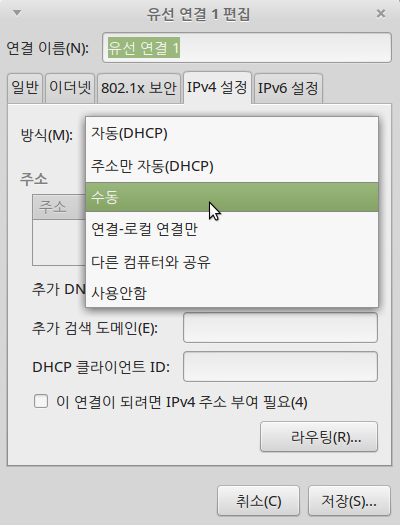 유선 연결 1 편집
연결 이름(N): 유선 연결 1
일반 이더넷 802.1x 보안 IPv4 설정 IPv6 설정
방식(M):
자동(DHCP)
주소만 자동(DHCP)
수동
연결-로컬 연결만
다른 컴퓨터와 공유
사용안함
주소
주소
추가 DN
추가 검색 도메인(E):
DHCP 클라이언트 ID:
이 연결이 되려면 IPv4 주소 부여 필요(4)
라우팅(R)...
취소(C) 저장(S)...